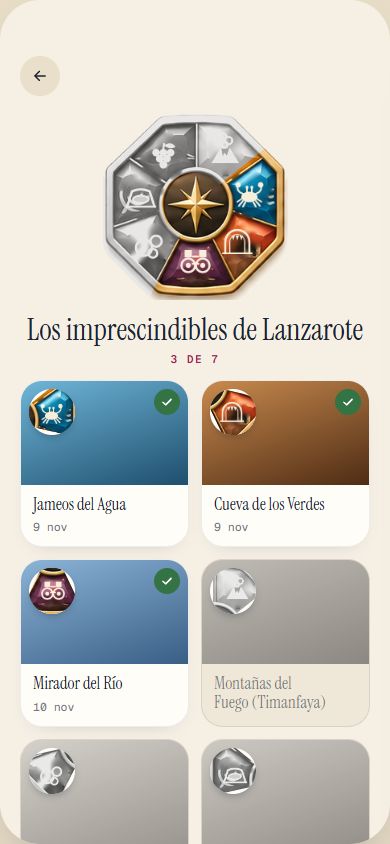 Los imprescindibles de Lanzarote
3 DE 7
Jameos del Agua
9 nov
Cueva de los Verdes
9 nov
Mirador del Río
10 nov
Montañas del
Fuego (Timanfaya)